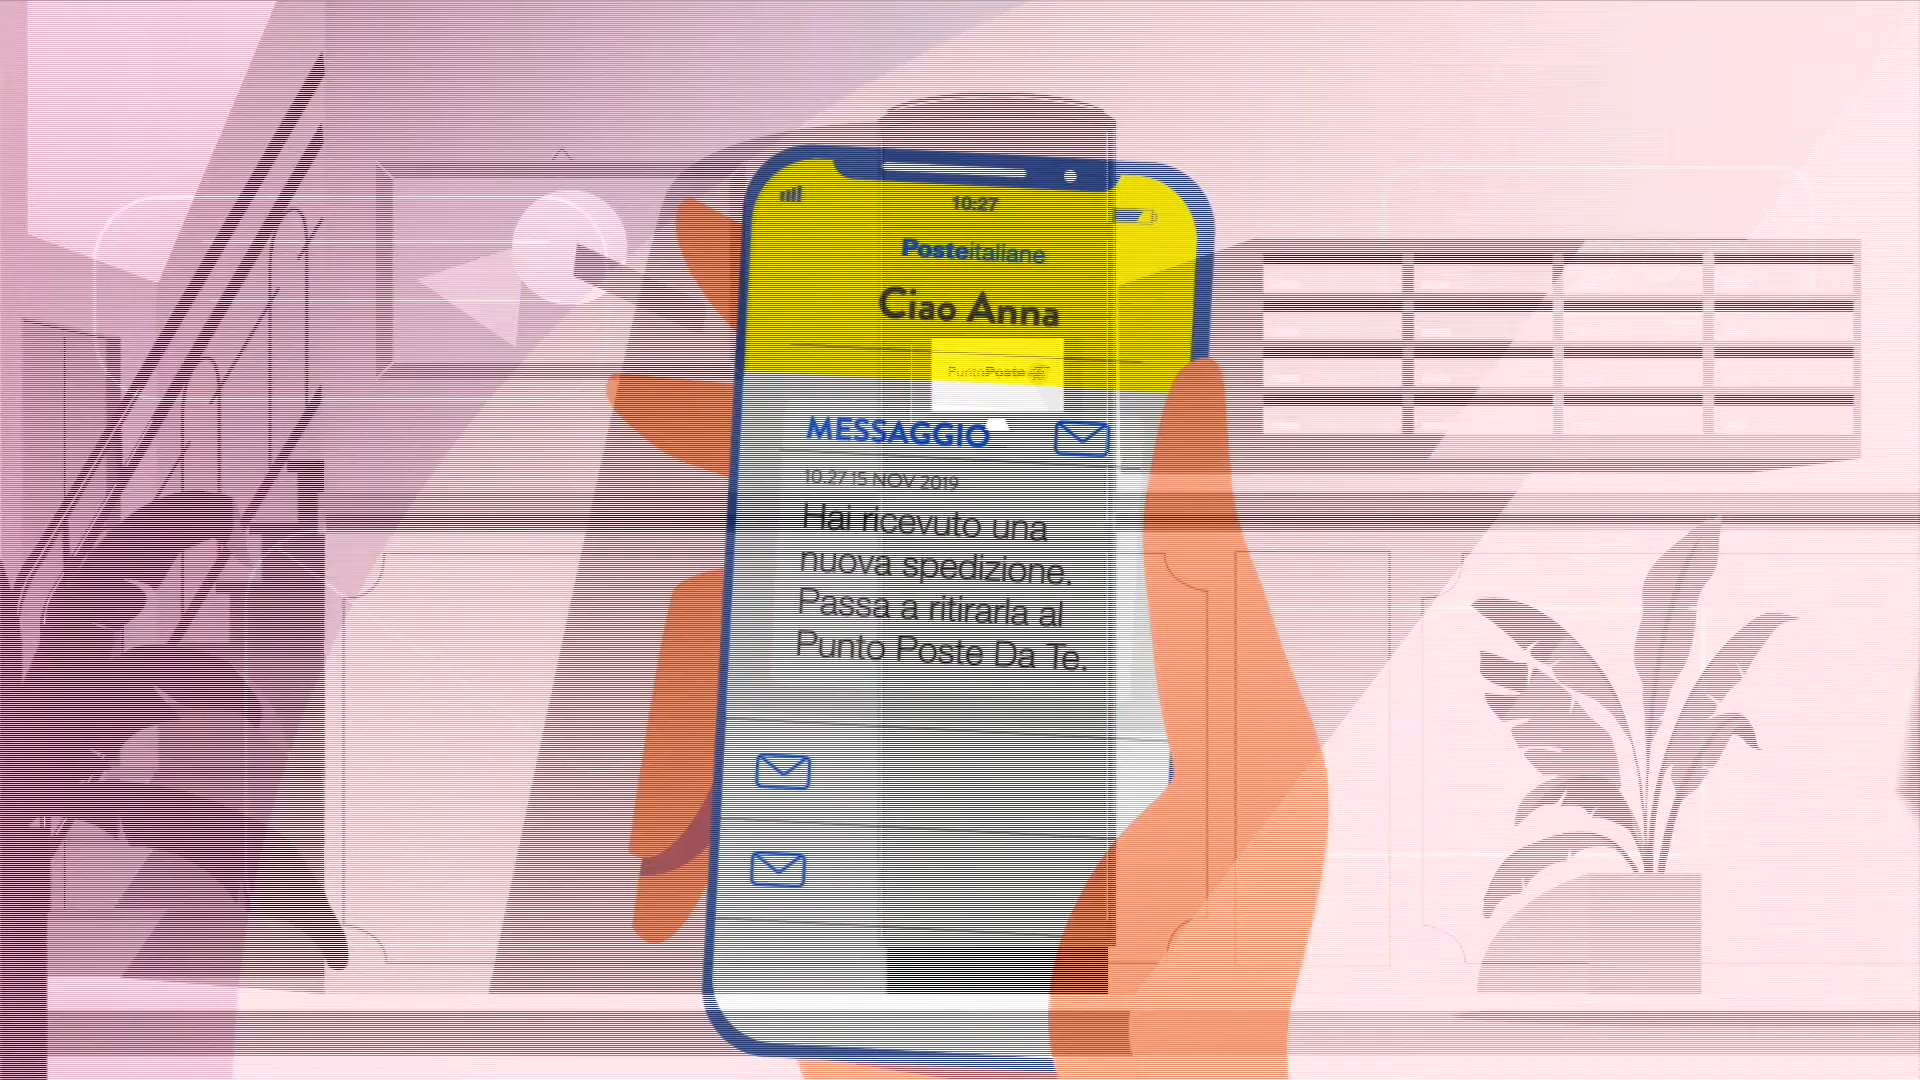 10:27
Posteitaliane
Ciao Anna
PuntoPoste
MESSAGGIO
10.27 15 NOV 2019
Hai ricevuto una
nuova spedizione.
Passa a ritirarla al
Punto Poste Da Te.